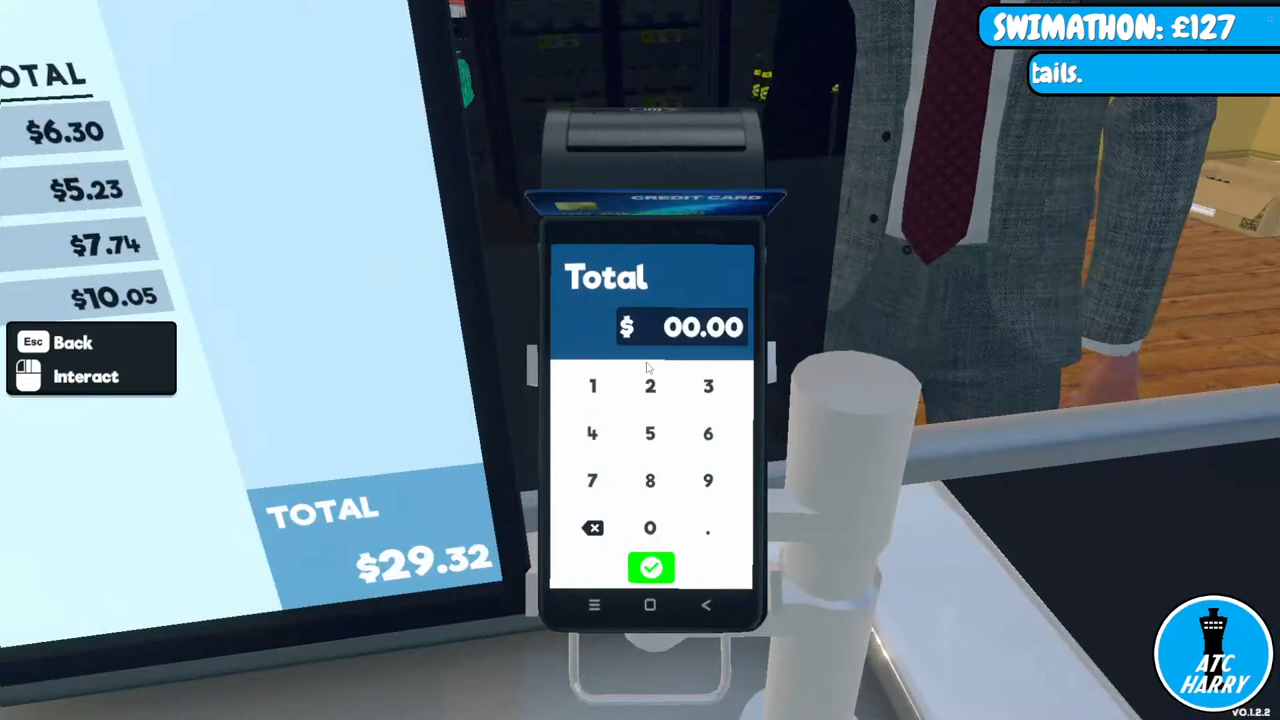 SWIMATHON: £127
tails.
OTAL
$6.30
$5.23
$7.74
$10.05
Esc Back
Interact
TOTAL
$29.32
CREDIT CARD
Total
$ 00.00
1 2 3
4 5 6
7 8 9
0 .
ATC
HARRY
V0.1.2.2